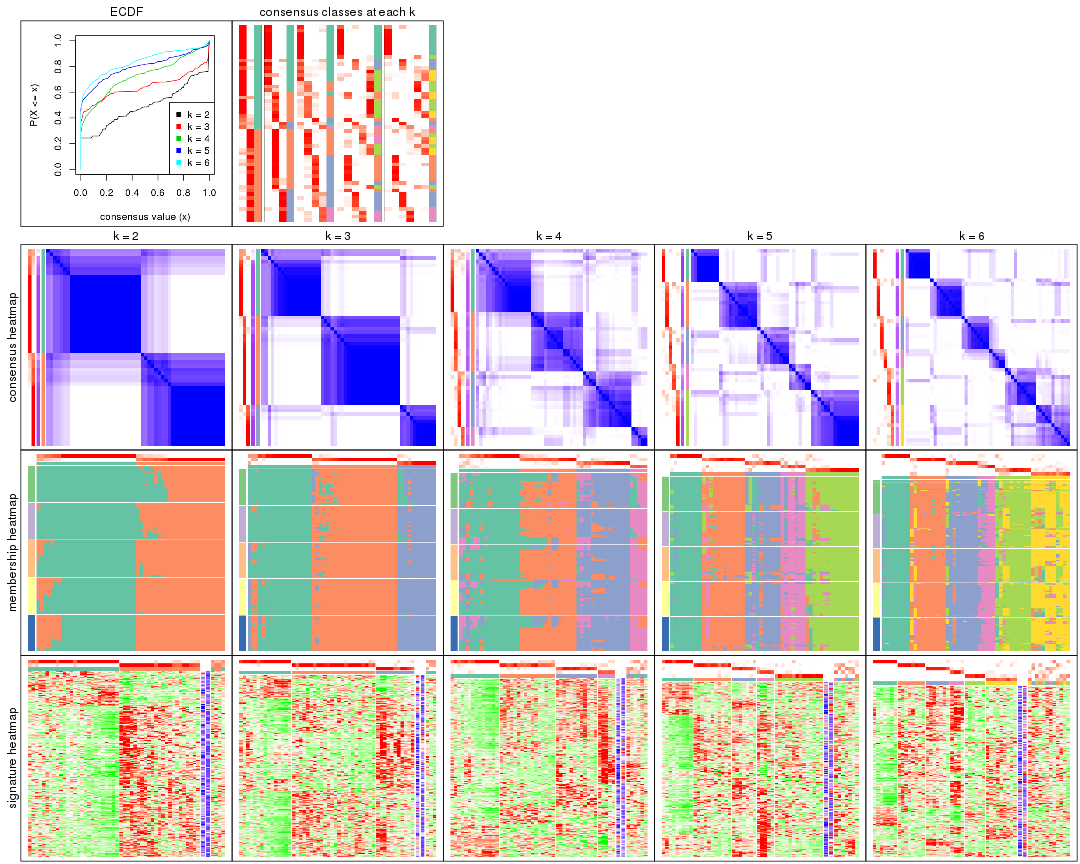 ECDF
consensus classes at each k
P(X <= x)
1.0
0.8
0.6
0.4
0.2
0.0
k = 2
k = 3
k = 4
k = 5
k = 6
0.0 0.2 0.4 0.6 0.8 1.0
consensus value (x)
k = 2 k = 3 k = 4 k = 5 k = 6
consensus heatmap
membership heatmap
signature heatmap